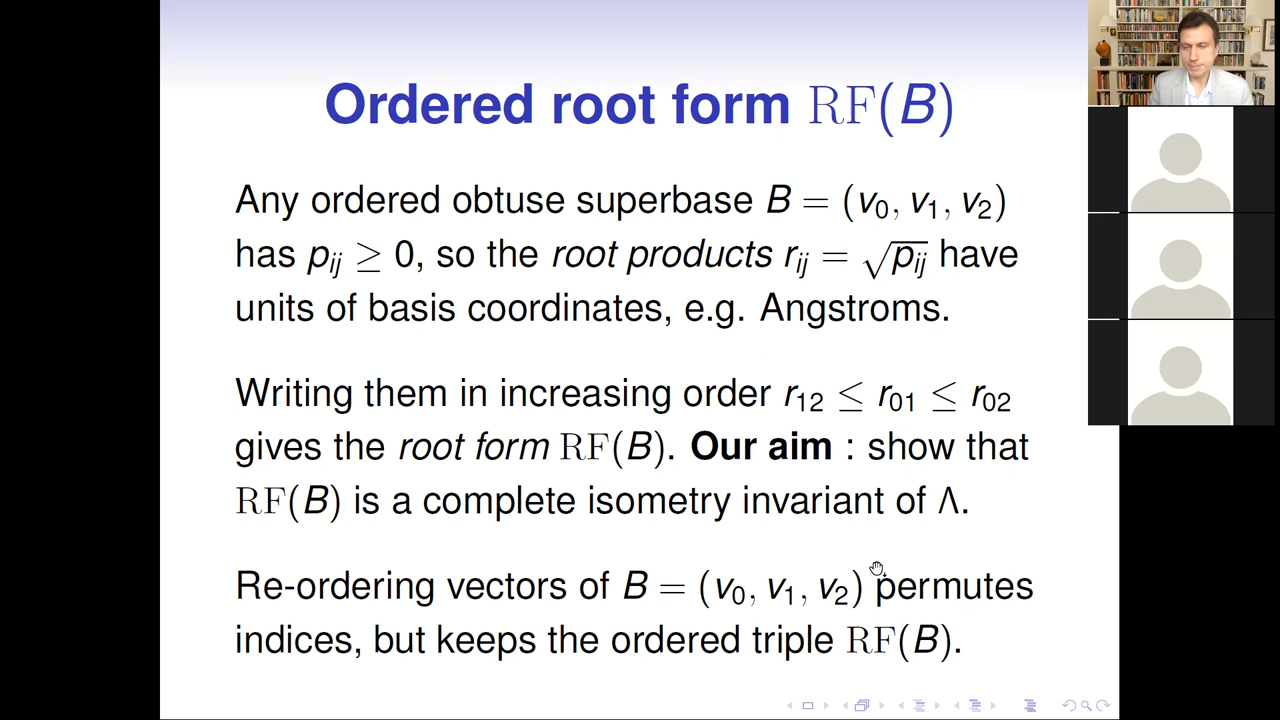 Ordered root form RF(B)
Any ordered obtuse superbase B = (v₀, v₁, v₂)
has pᵢⱼ ≥ 0, so the root products rᵢⱼ = √pᵢⱼ have
units of basis coordinates, e.g. Angstroms.
Writing them in increasing order r₁₂ ≤ r₀₁ ≤ r₀₂
gives the root form RF(B). Our aim : show that
RF(B) is a complete isometry invariant of Λ.
Re-ordering vectors of B = (v₀, v₁, v₂) permutes
indices, but keeps the ordered triple RF(B).